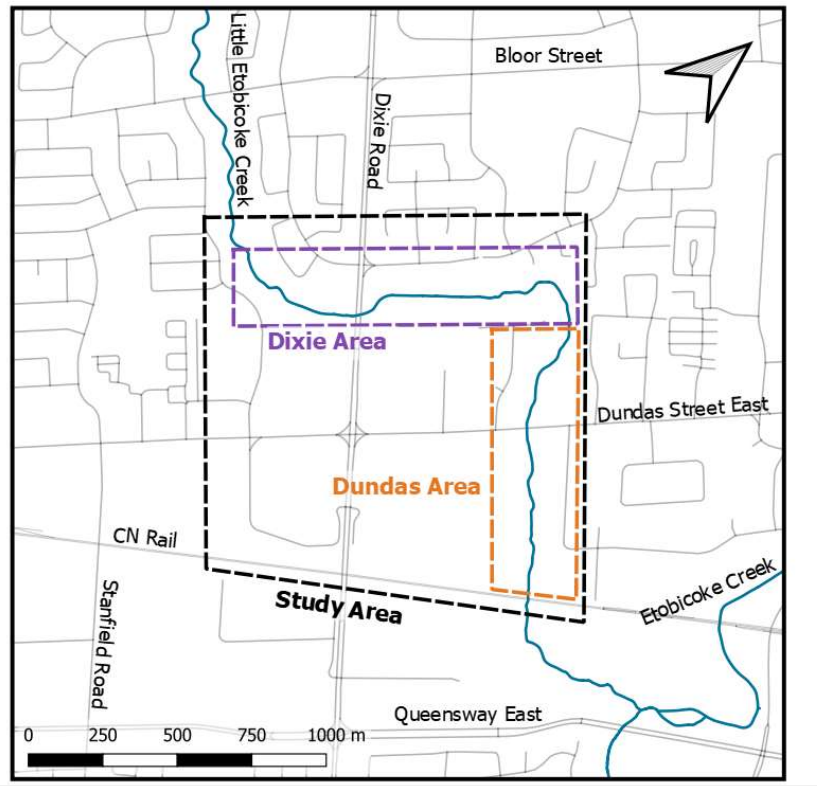 Little Etobicoke Creek
Bloor Street
Dixie Road
Dixie Area
Dundas Street East
Dundas Area
CN Rail
Study Area
Etobicoke Creek
Stanfield Road
Queensway East
0 250 500 750 1000 m